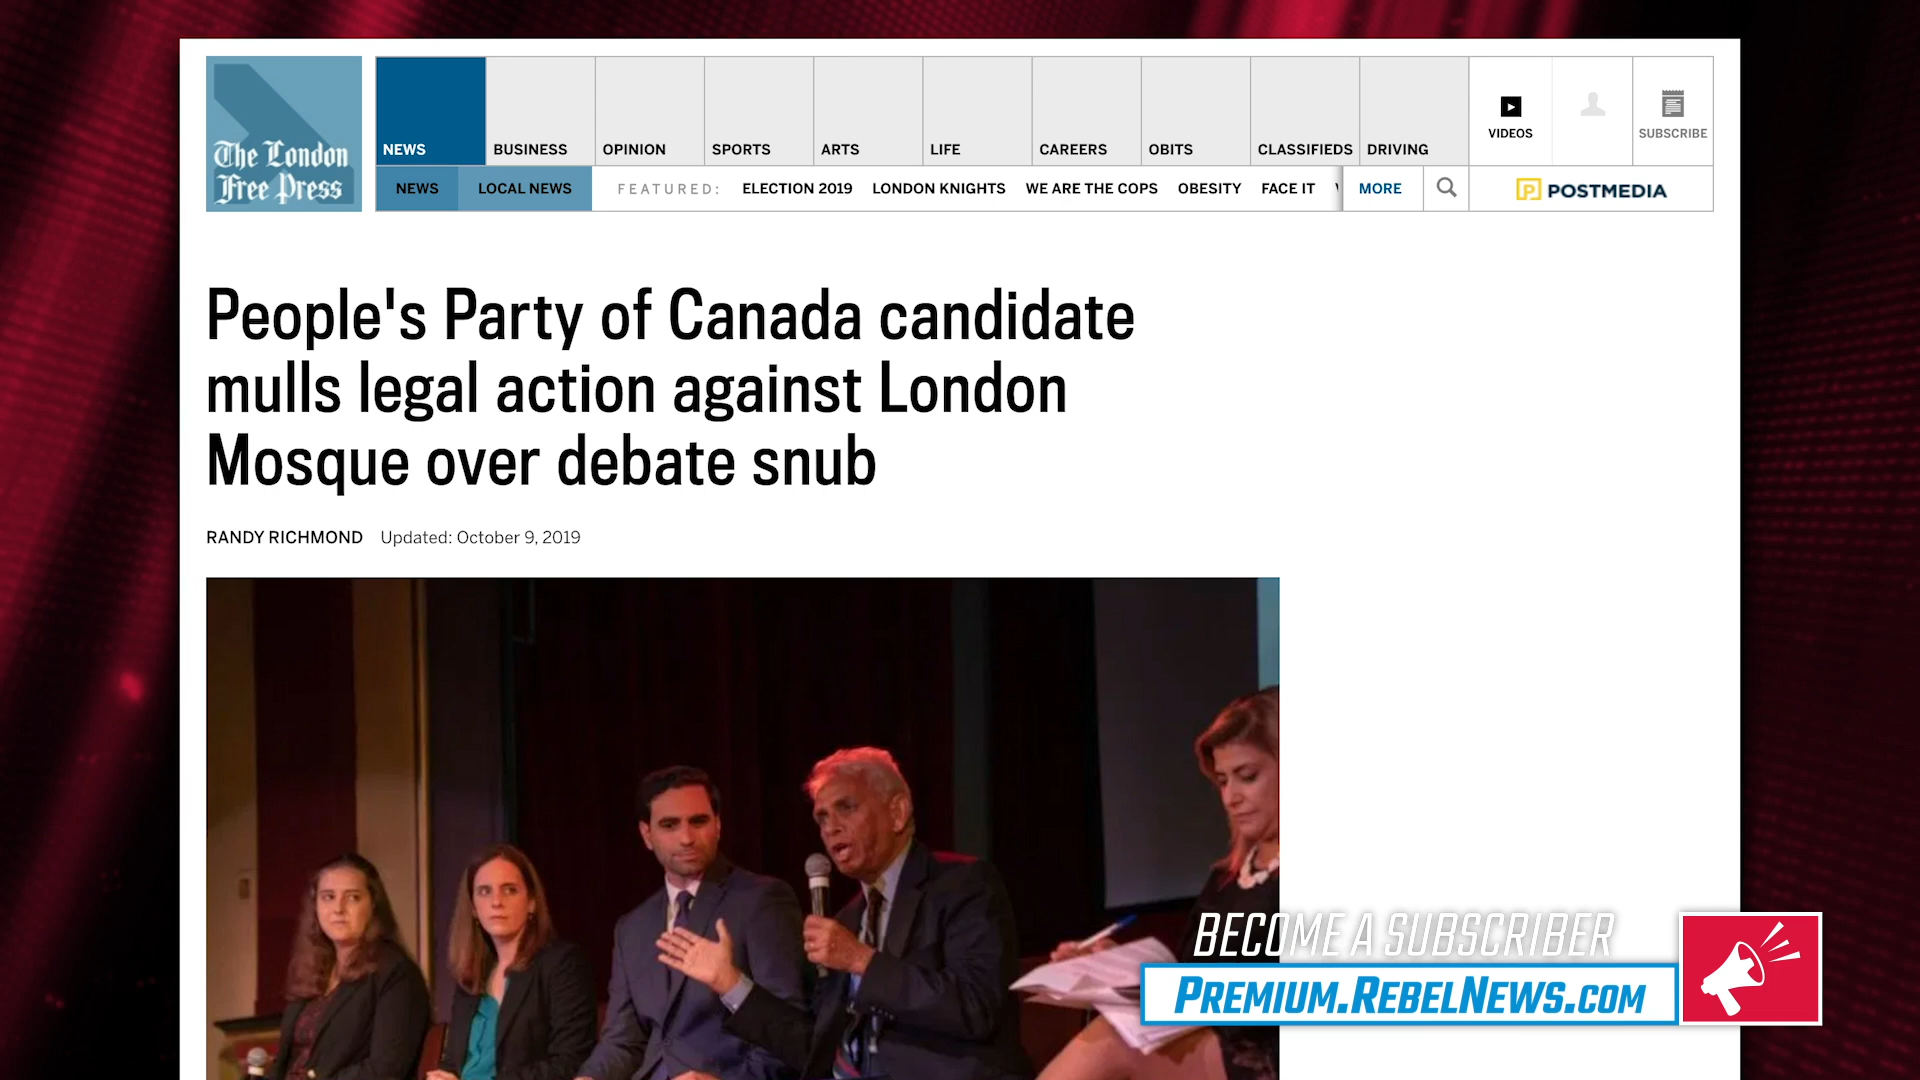 The London
Free Press
NEWS
BUSINESS
OPINION
SPORTS
ARTS
LIFE
CAREERS
OBITS
CLASSIFIEDS
DRIVING
VIDEOS
SUBSCRIBE
NEWS
LOCAL NEWS
FEATURED:
ELECTION 2019
LONDON KNIGHTS
WE ARE THE COPS
OBESITY
FACE IT
MORE
POSTMEDIA
People's Party of Canada candidate
mulls legal action against London
Mosque over debate snub
RANDY RICHMOND Updated: October 9, 2019
BECOME A SUBSCRIBER
PREMIUM.REBELNEWS.COM